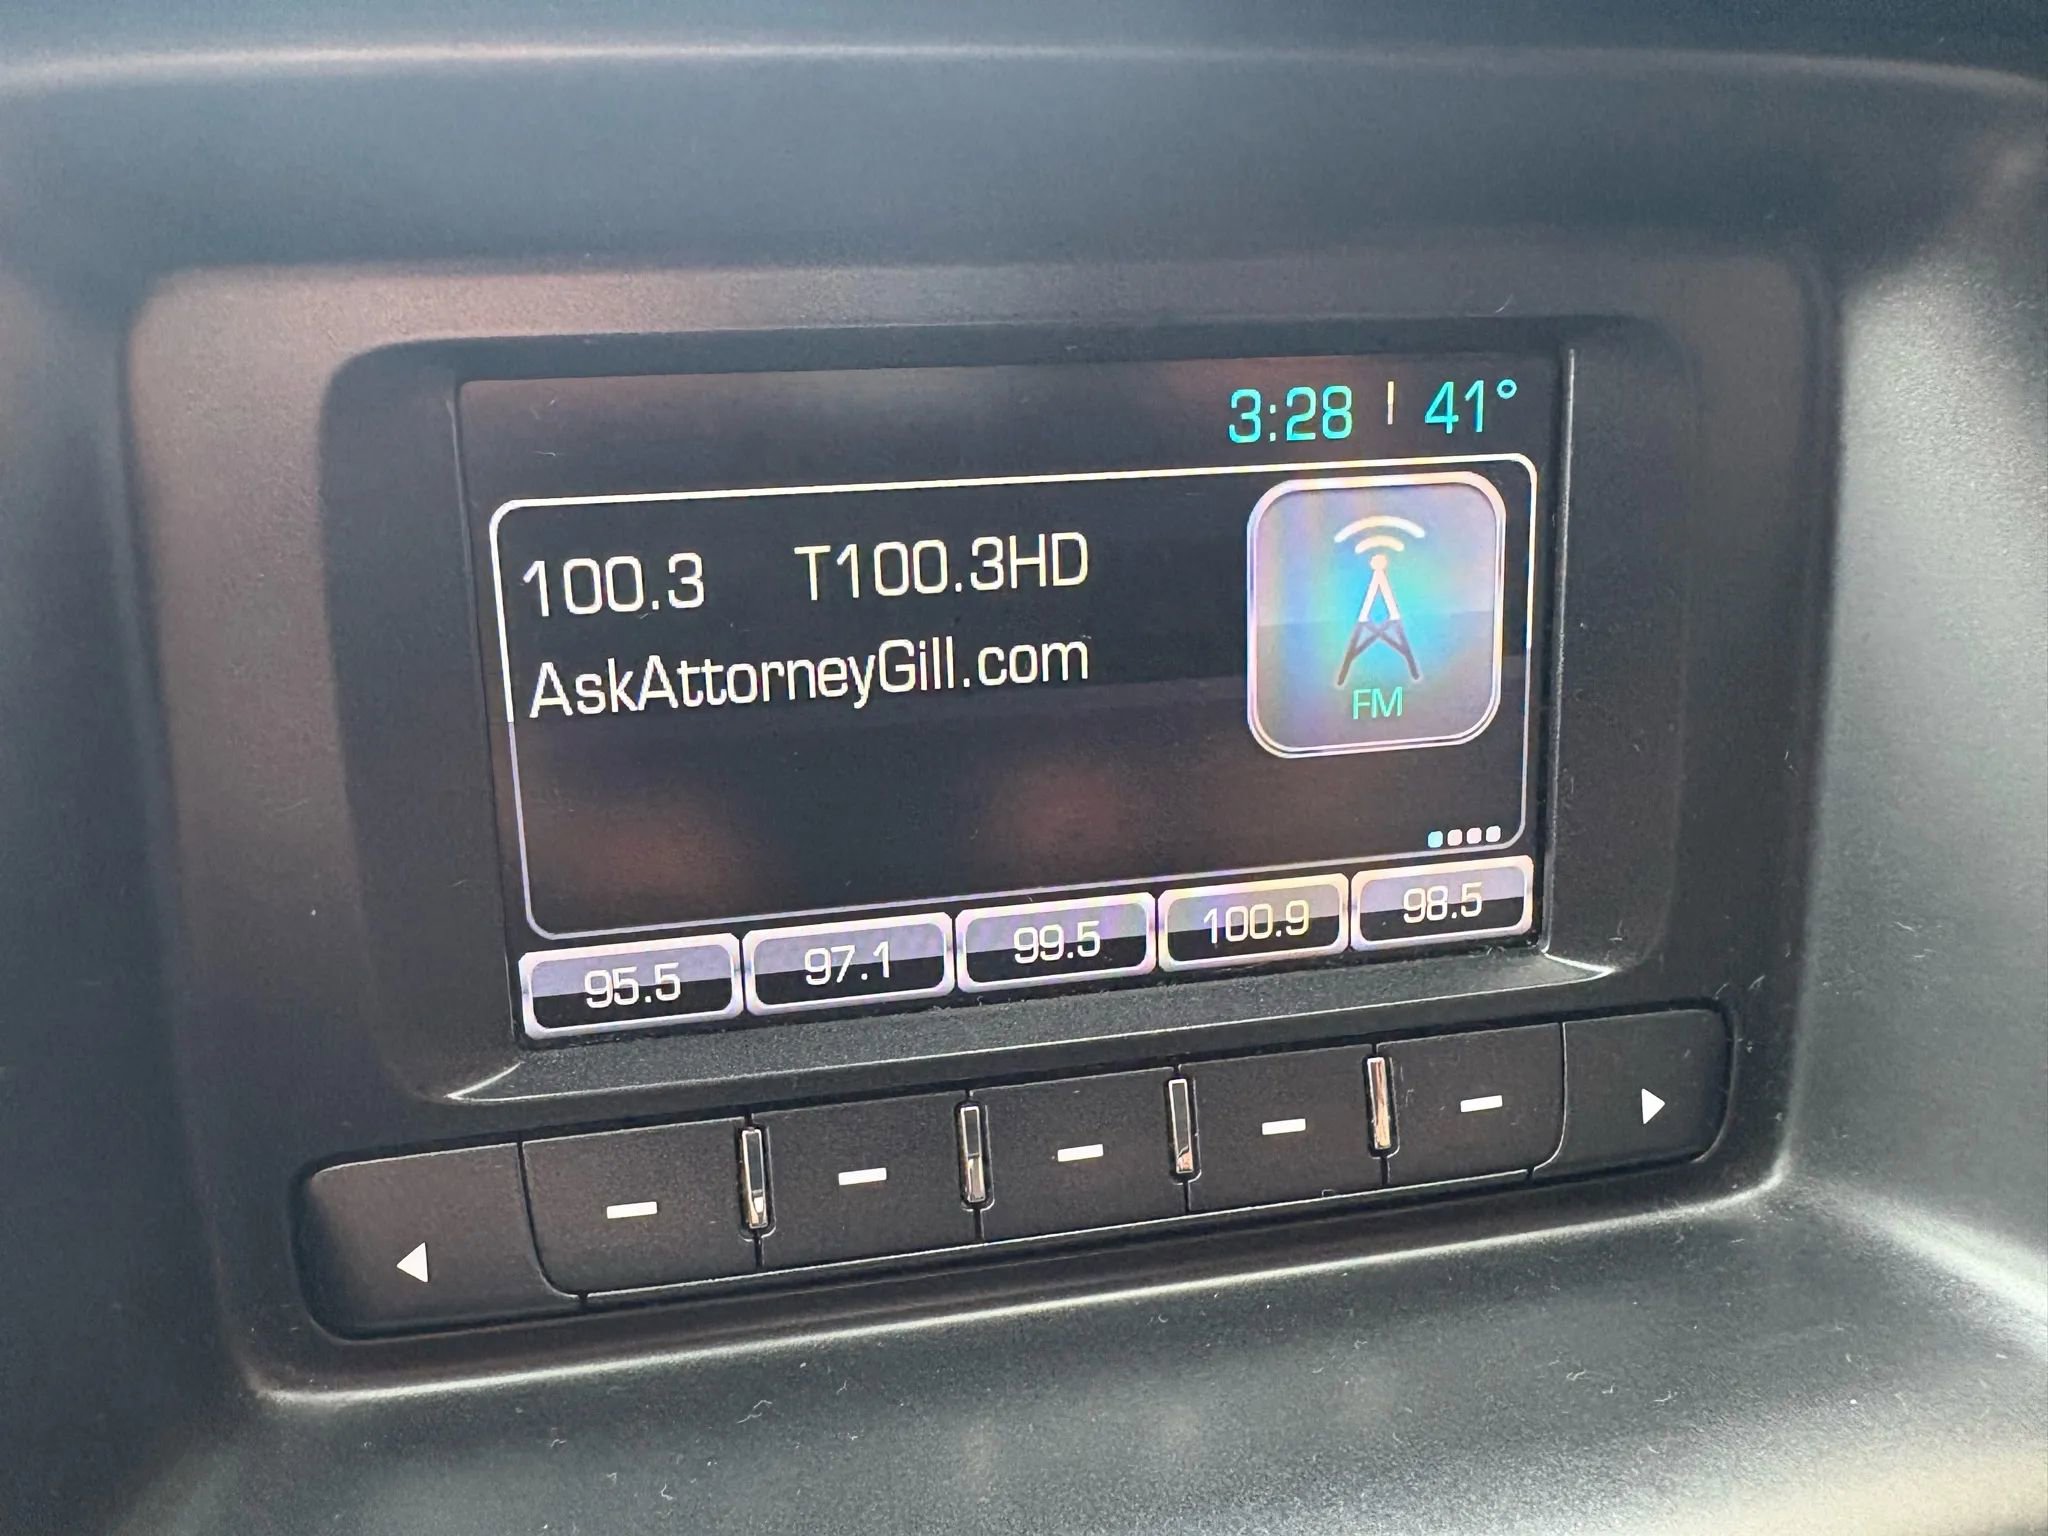 3:28 | 41°
100.3 T100.3HD
AskAttorneyGill.com
FM
95.5 97.1 99.5 100.9 98.5